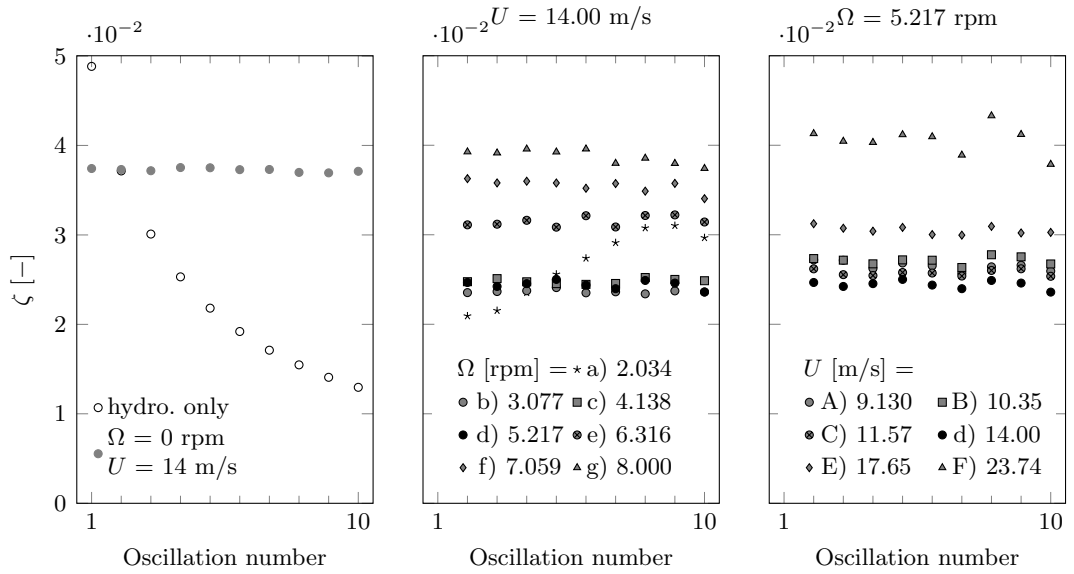 ·10⁻²
5
4
3
2
1
0
ζ [−]
hydro. only
Ω = 0 rpm
U = 14 m/s
1 10
Oscillation number
U = 14.00 m/s
·10⁻²
Ω [rpm] = a) 2.034
b) 3.077 c) 4.138
d) 5.217 e) 6.316
f) 7.059 g) 8.000
1 10
Oscillation number
Ω = 5.217 rpm
·10⁻²
U [m/s] =
A) 9.130 B) 10.35
C) 11.57 d) 14.00
E) 17.65 F) 23.74
1 10
Oscillation number